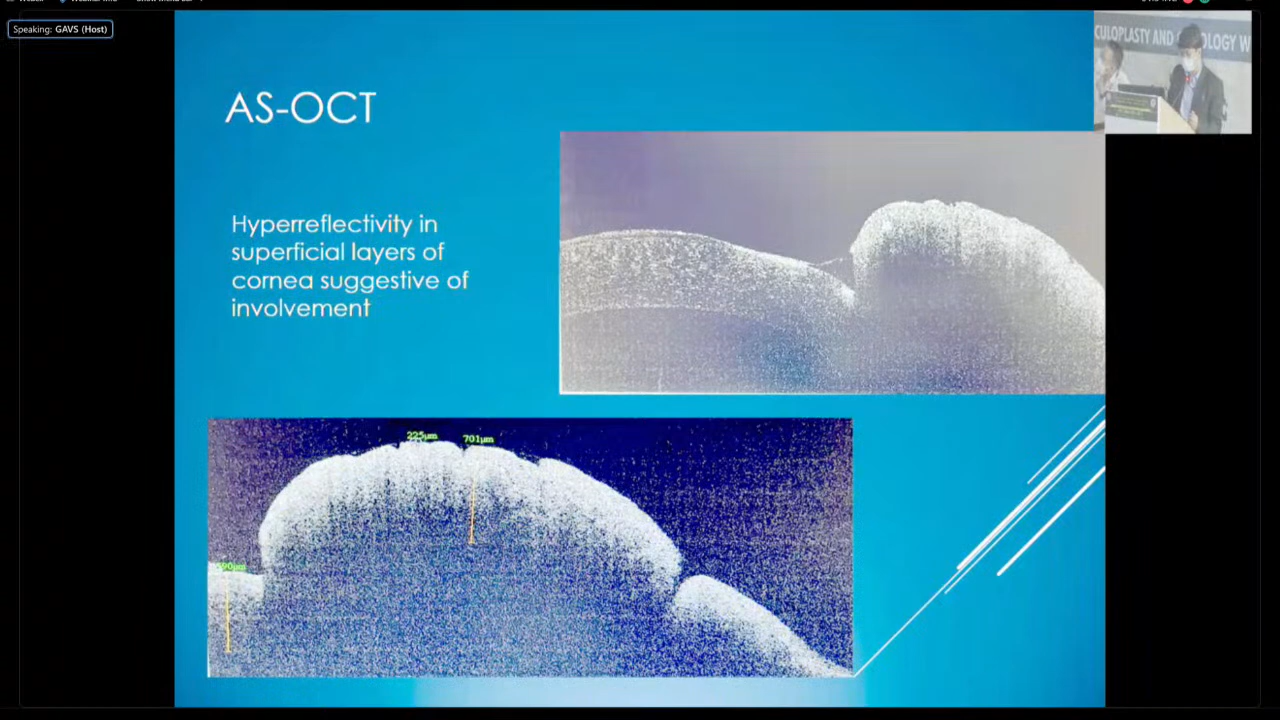 Speaking: GAVS (Host)
CULOPLASTY AND
OLOGY W
AS-OCT
Hyperreflectivity in
superficial layers of
cornea suggestive of
involvement
225µm
701µm